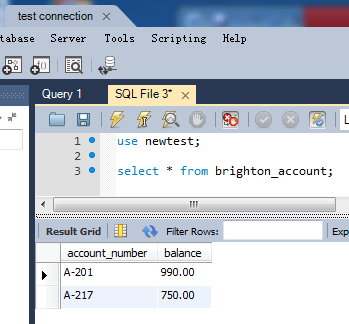 test connection
tabase Server Tools Scripting Help
Query 1 SQL File 3*
1 use newtest;
2
3 select * from brighton_account;
Result Grid Filter Rows: Exp
account_number balance
A-201 990.00
A-217 750.00